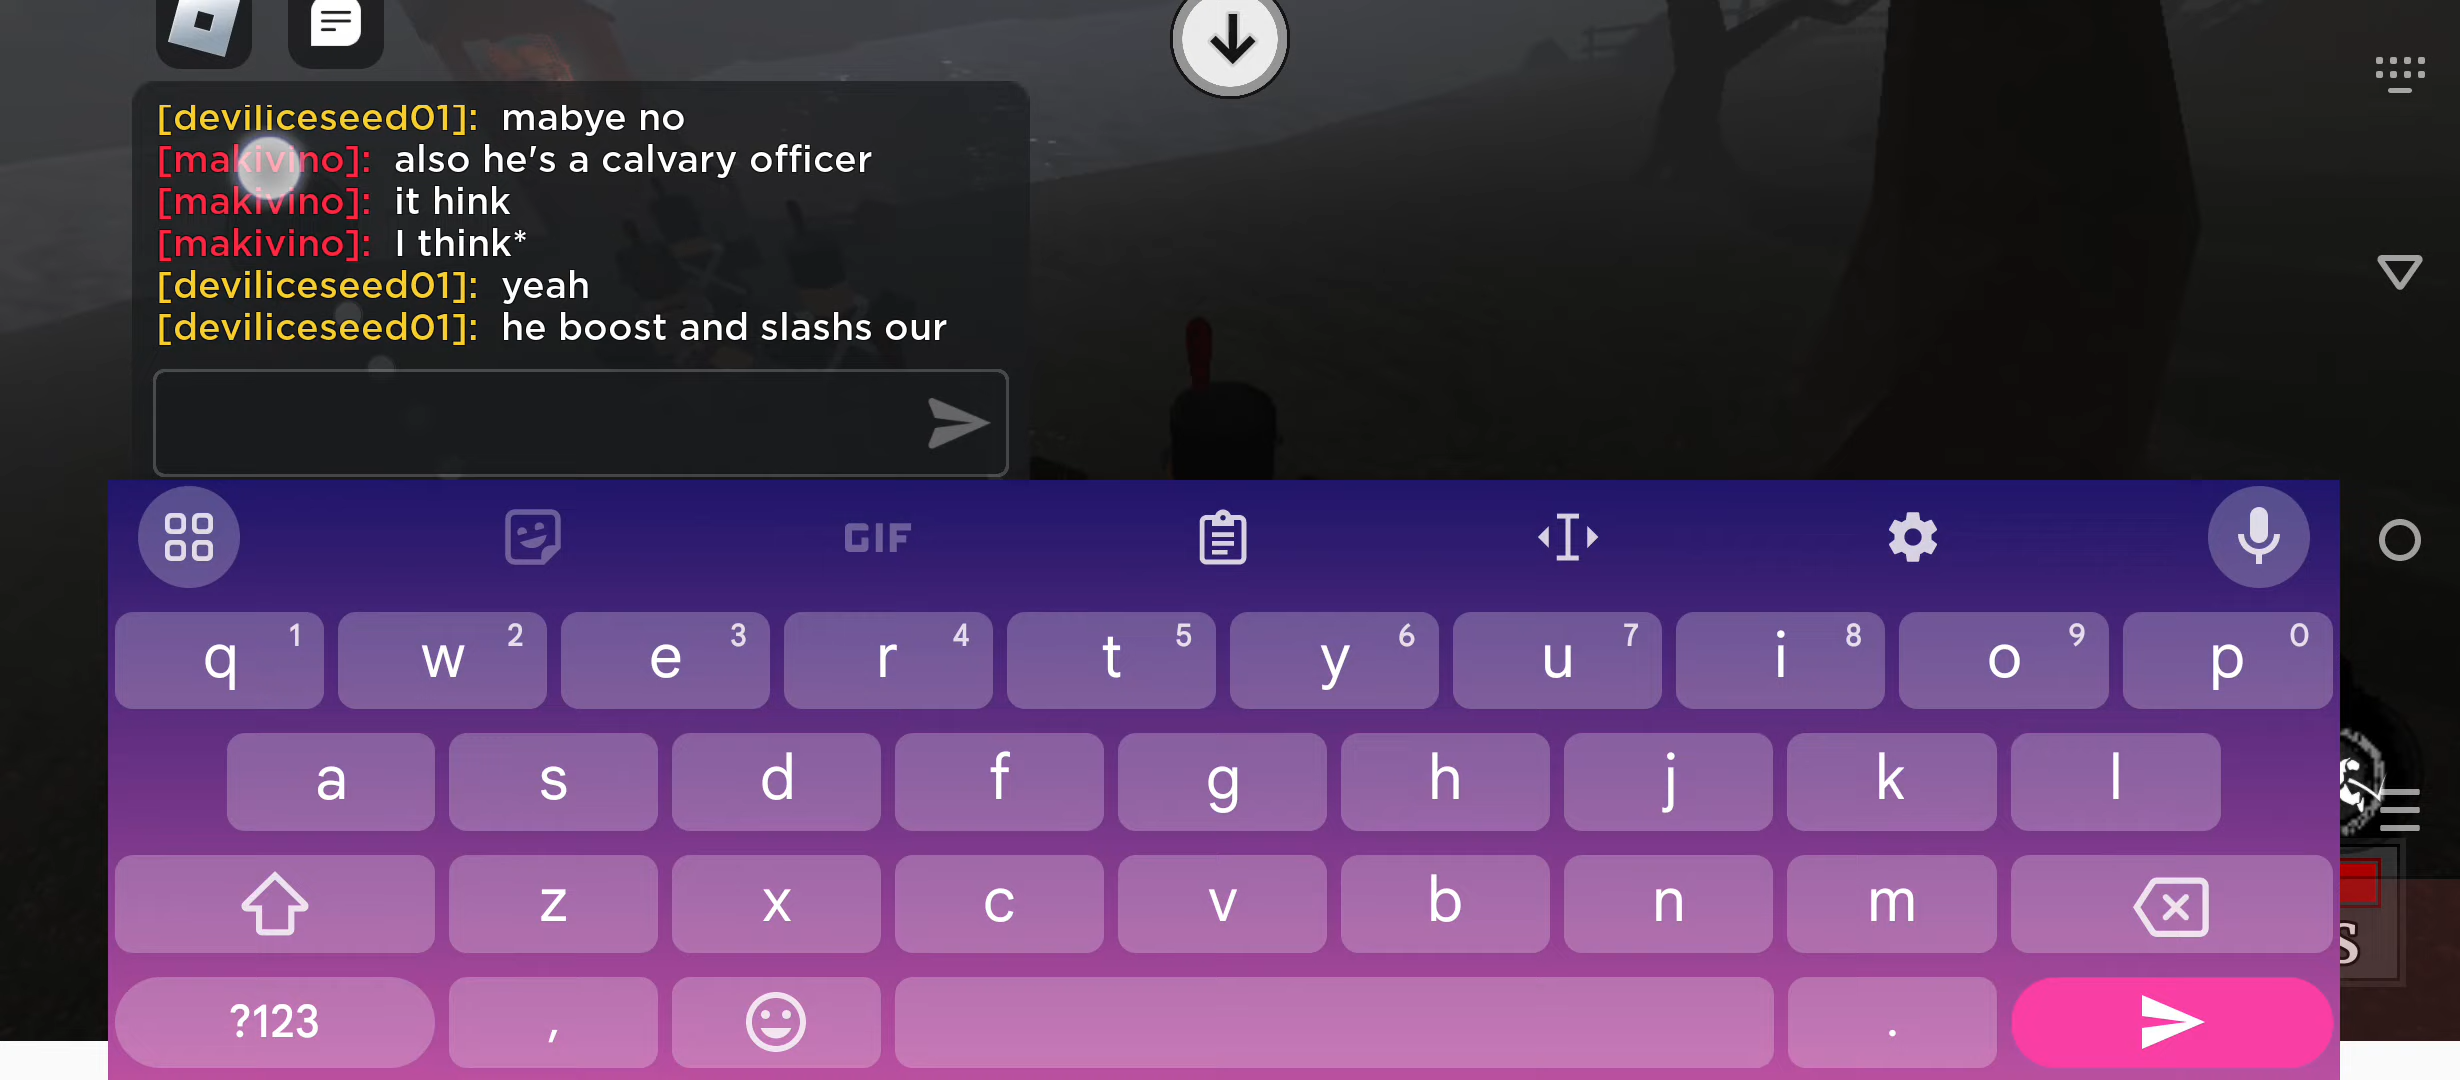 [deviliceseed01]: mabye no
[makivino]: also he's a calvary officer
[makivino]: it hink
[makivino]: I think*
[deviliceseed01]: yeah
[deviliceseed01]: he boost and slashs our
GIF
q 1 w 2 e 3 r 4 t 5 y 6 u 7 i 8 o 9 p 0
a s d f g h j k l
z x c v b n m
S
?123 , .